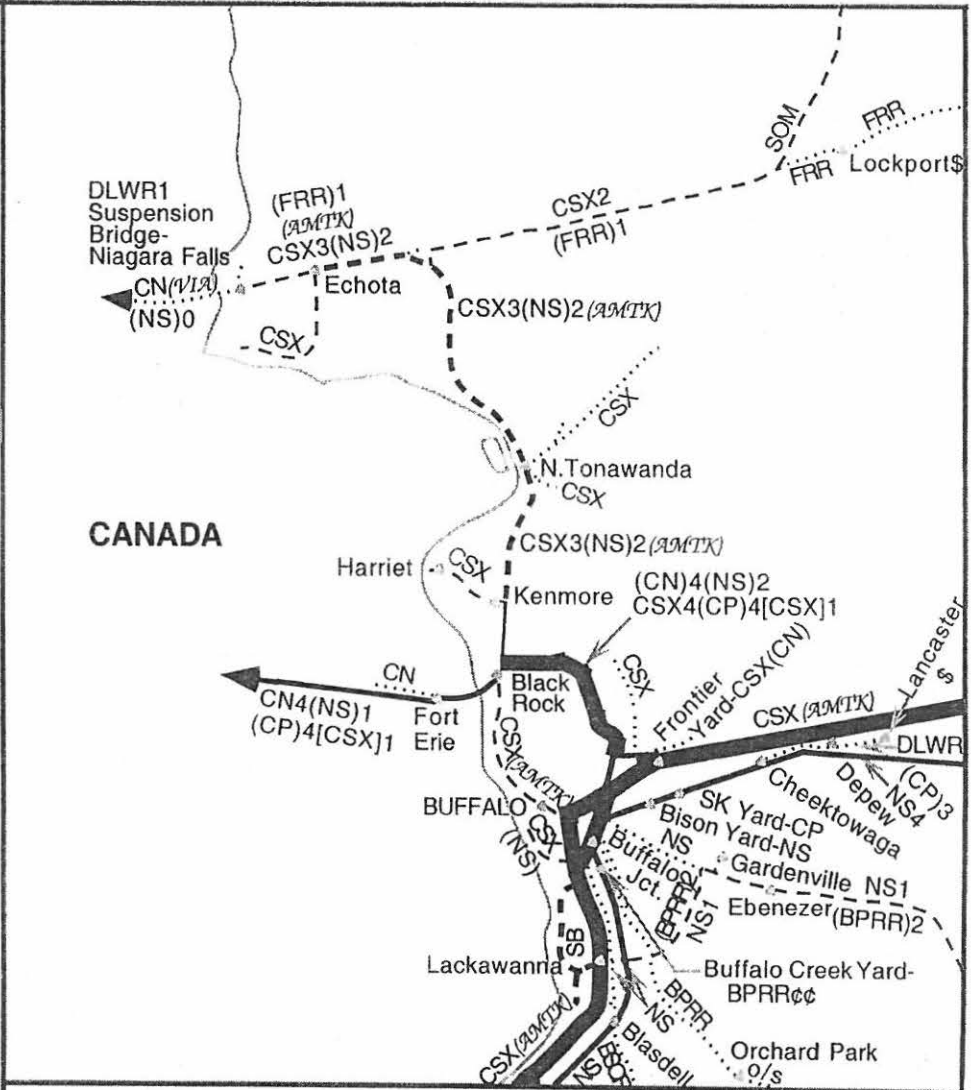 SOM
FRR
FRR
Lockport$
DLWR1
Suspension
Bridge-
Niagara Falls
(FRR)1
(AMTK)
CSX3(NS)2
CSX2
(FRR)1
CN(VIA)
(NS)0
Echota
CSX
CSX3(NS)2(AMTK)
CSX
N.Tonawanda
CSX
CANADA
CSX3(NS)2(AMTK)
Harriet
CSX
Kenmore
(CN)4(NS)2
CSX4(CP)4[CSX]1
CN
CN4(NS)1
(CP)4[CSX]1
Fort
Erie
Black
Rock
CSX
Frontier
Yard-CSX(CN)
Lancaster
$
CSX(AMTK)
DLWR
(CP)3
NS4
Depew
Cheektowaga
SK Yard-CP
Bison Yard-NS
NS
CSX(AMTK)
BUFFALO
CSX
(NS)
Buffalo
Jct.
Gardenville NS1
Ebenezer(BPRR)2
(BPRR)2
NS1
SB
Lackawanna
Buffalo Creek Yard-
BPRR¢¢
BPRR
NS
CSX(AMTK)
NS
Blasdell
Orchard Park
o/s